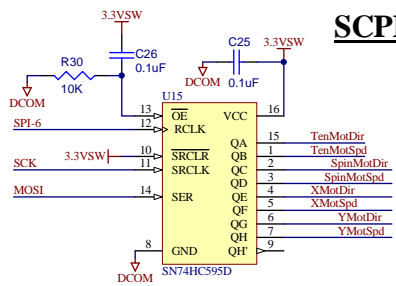 3.3VSW
SCP
C26
0.1uF
C25
3.3VSW
R30
10K
DCOM
DCOM
0.1uF
U15
13 OE VCC 16
SPI-6 12 RCLK
QA 15 TenMotDir
3.3VSW 10 SRCLR QB 1 TenMotSpd
SCK 11 SRCLK QC 2 SpinMotDir
QD 3 SpinMotSpd
MOSI 14 SER QE 4 XMotDir
QF 5 XMotSpd
QG 6 YMotDir
QH 7 YMotSpd
8 GND QH' 9
DCOM
SN74HC595D